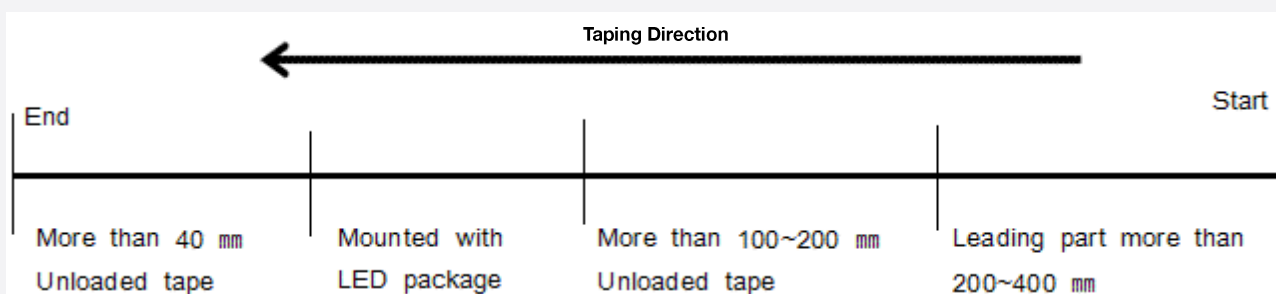 Taping Direction
End
Start
More than 40 ㎜
Unloaded tape
Mounted with
LED package
More than 100~200 ㎜
Unloaded tape
Leading part more than
200~400 ㎜